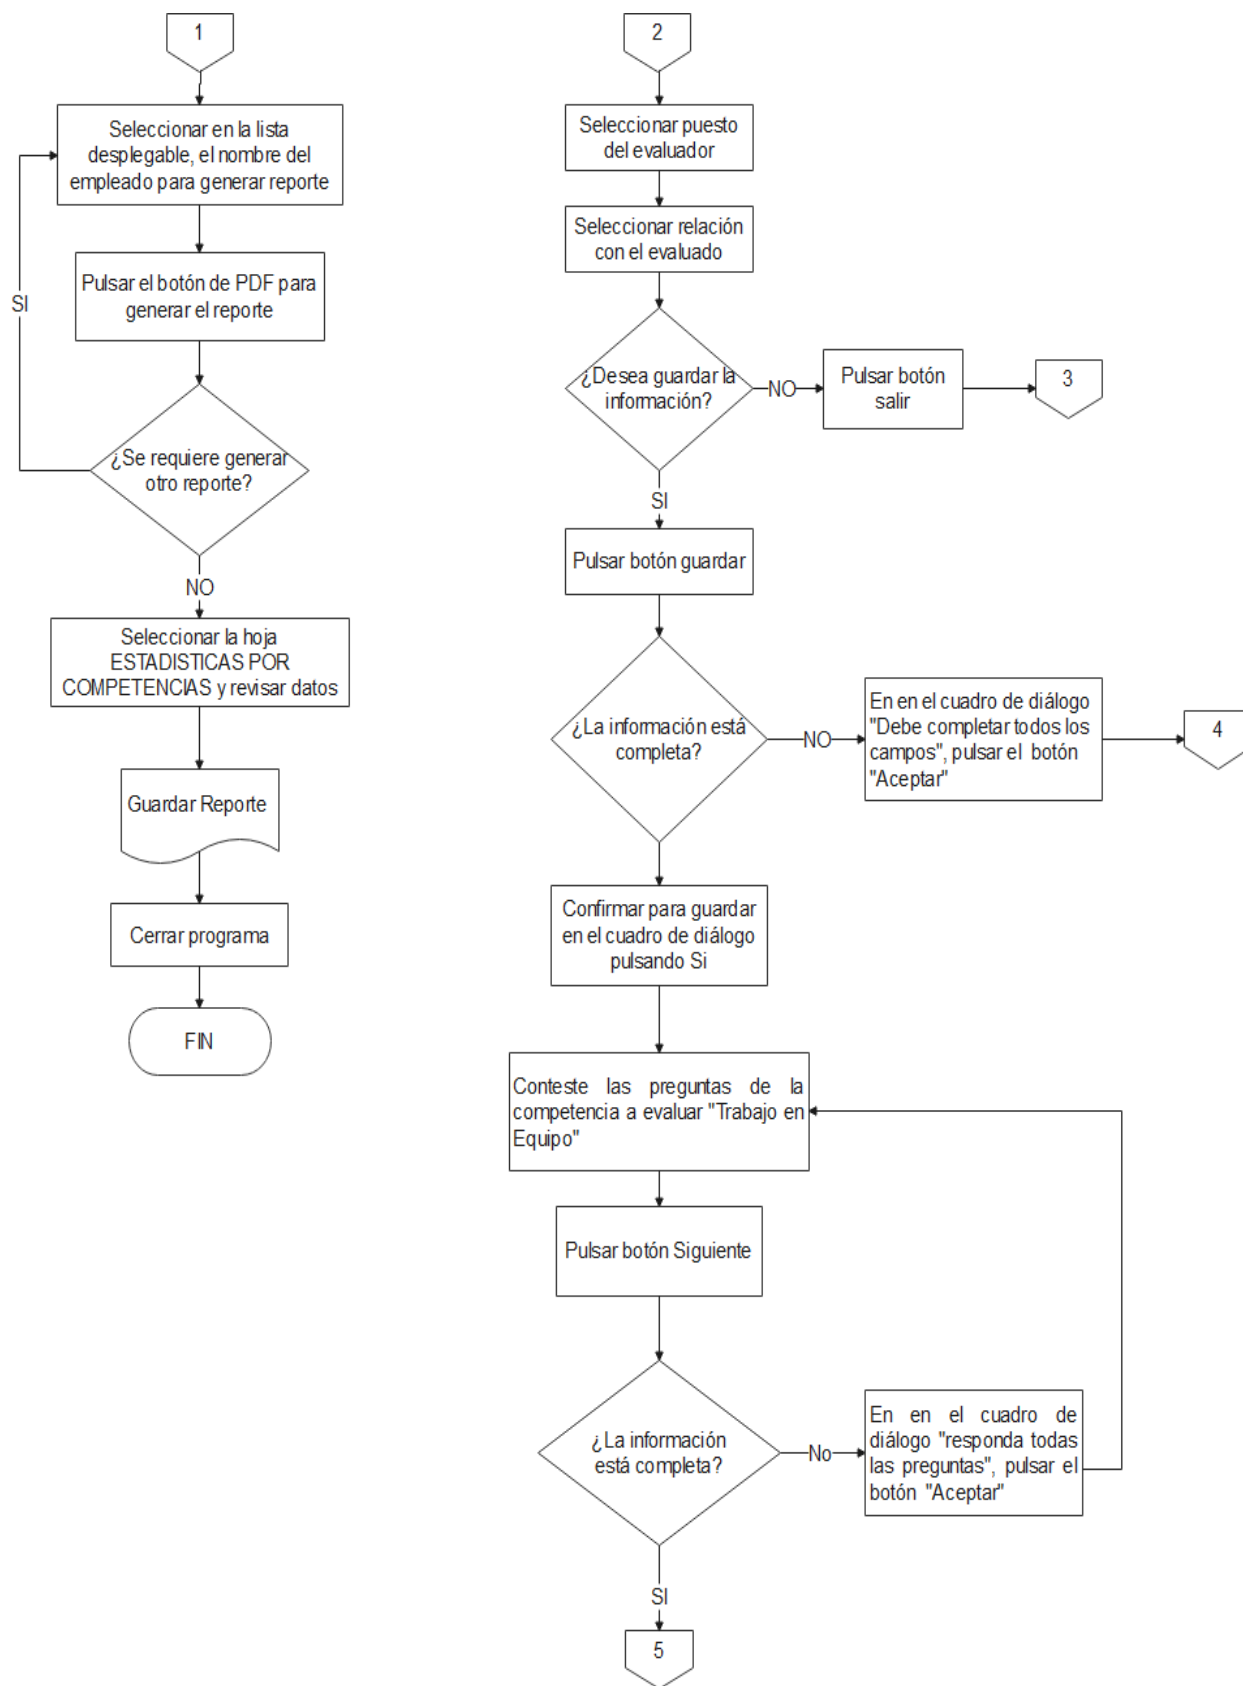 1
Seleccionar en la lista
desplegable, el nombre del
empleado para generar reporte
Pulsar el botón de PDF para
generar el reporte
SI
¿Se requiere generar
otro reporte?
NO
Seleccionar la hoja
ESTADISTICAS POR
COMPETENCIAS y revisar datos
Guardar Reporte
Cerrar programa
FIN
2
Seleccionar puesto
del evaluador
Seleccionar relación
con el evaluado
¿Desea guardar la
información?
NO
Pulsar botón
salir
3
SI
Pulsar botón guardar
¿La información está
completa?
NO
En en el cuadro de diálogo
"Debe completar todos los
campos", pulsar el botón
"Aceptar"
4
Confirmar para guardar
en el cuadro de diálogo
pulsando Si
Conteste las preguntas de la
competencia a evaluar "Trabajo en
Equipo"
Pulsar botón Siguiente
¿La información
está completa?
No
En en el cuadro de
diálogo "responda todas
las preguntas", pulsar el
botón "Aceptar"
SI
5